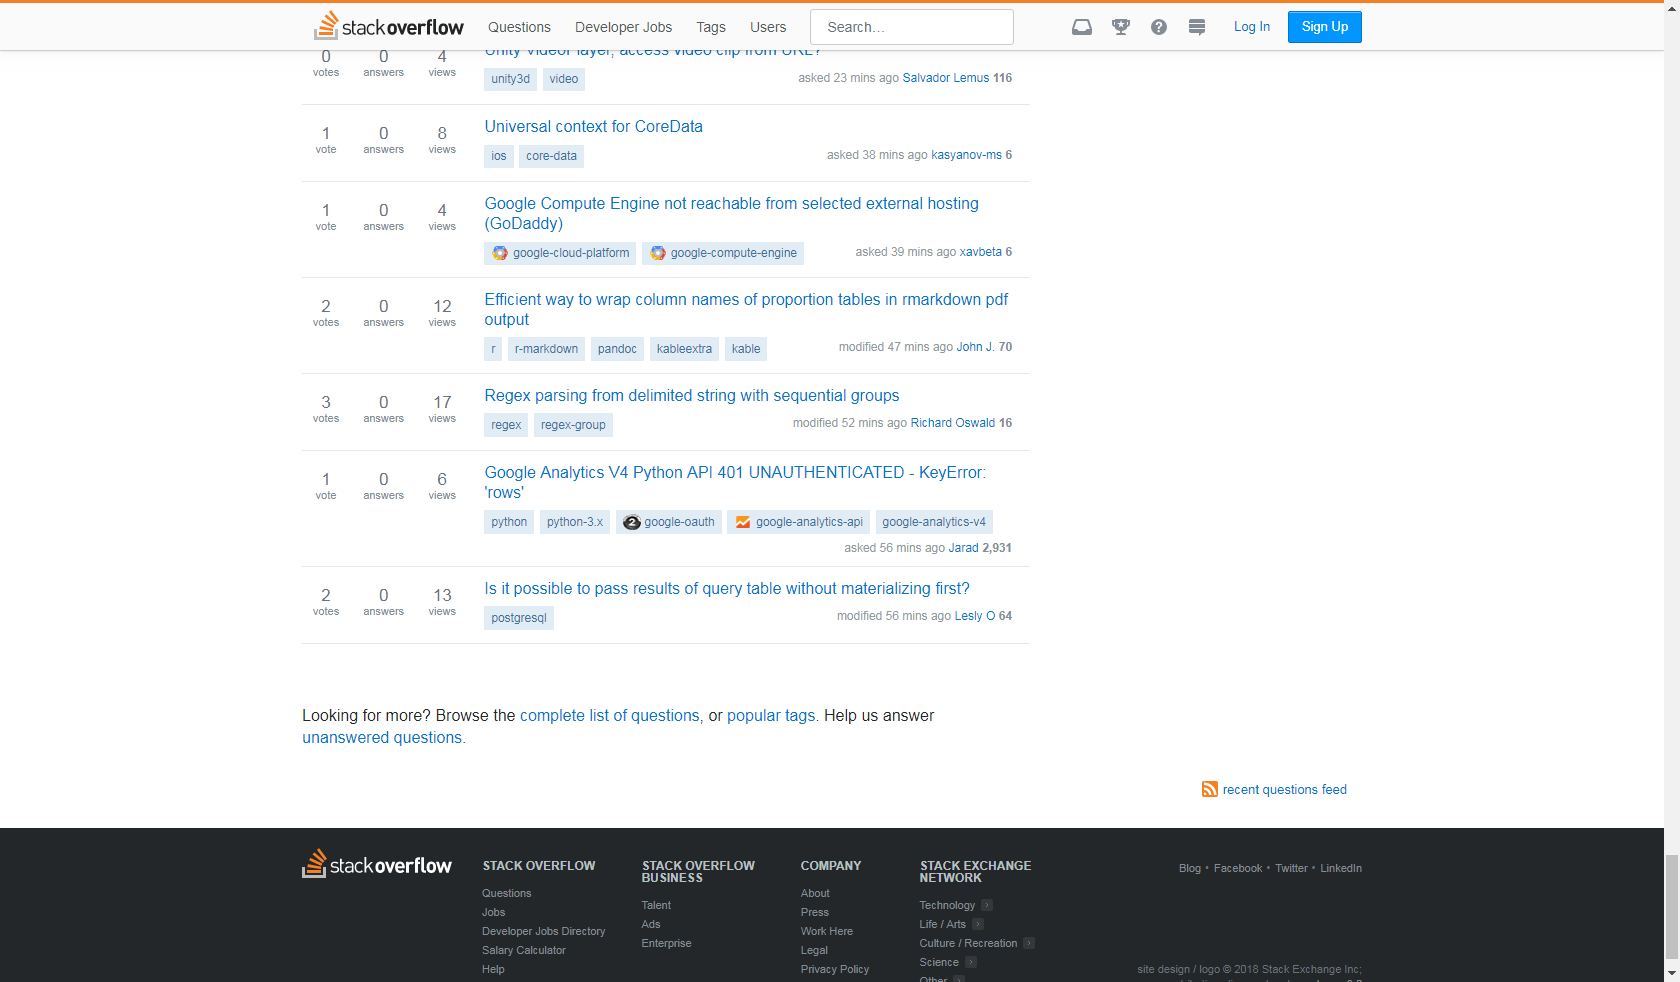 stackoverflow Questions Developer Jobs Tags Users Search... Log In Sign Up
Unity VideoPlayer, access video clip from URL?
0 votes 0 answers 4 views
unity3d video asked 23 mins ago Salvador Lemus 116
Universal context for CoreData
1 vote 0 answers 8 views
ios core-data asked 38 mins ago kasyanov-ms 6
Google Compute Engine not reachable from selected external hosting
(GoDaddy)
1 vote 0 answers 4 views
google-cloud-platform google-compute-engine asked 39 mins ago xavbeta 6
Efficient way to wrap column names of proportion tables in rmarkdown pdf
output
2 votes 0 answers 12 views
r r-markdown pandoc kableextra kable modified 47 mins ago John J. 70
Regex parsing from delimited string with sequential groups
3 votes 0 answers 17 views
regex regex-group modified 52 mins ago Richard Oswald 16
Google Analytics V4 Python API 401 UNAUTHENTICATED - KeyError:
'rows'
1 vote 0 answers 6 views
python python-3.x google-oauth google-analytics-api google-analytics-v4
asked 56 mins ago Jarad 2,931
Is it possible to pass results of query table without materializing first?
2 votes 0 answers 13 views
postgresql modified 56 mins ago Lesly O 64
Looking for more? Browse the complete list of questions, or popular tags. Help us answer
unanswered questions.
recent questions feed
stackoverflow
STACK OVERFLOW
Questions
Jobs
Developer Jobs Directory
Salary Calculator
Help
STACK OVERFLOW
BUSINESS
Talent
Ads
Enterprise
COMPANY
About
Press
Work Here
Legal
Privacy Policy
STACK EXCHANGE
NETWORK
Technology
Life / Arts
Culture / Recreation
Science
Other
Blog • Facebook • Twitter • LinkedIn
site design / logo © 2018 Stack Exchange Inc;